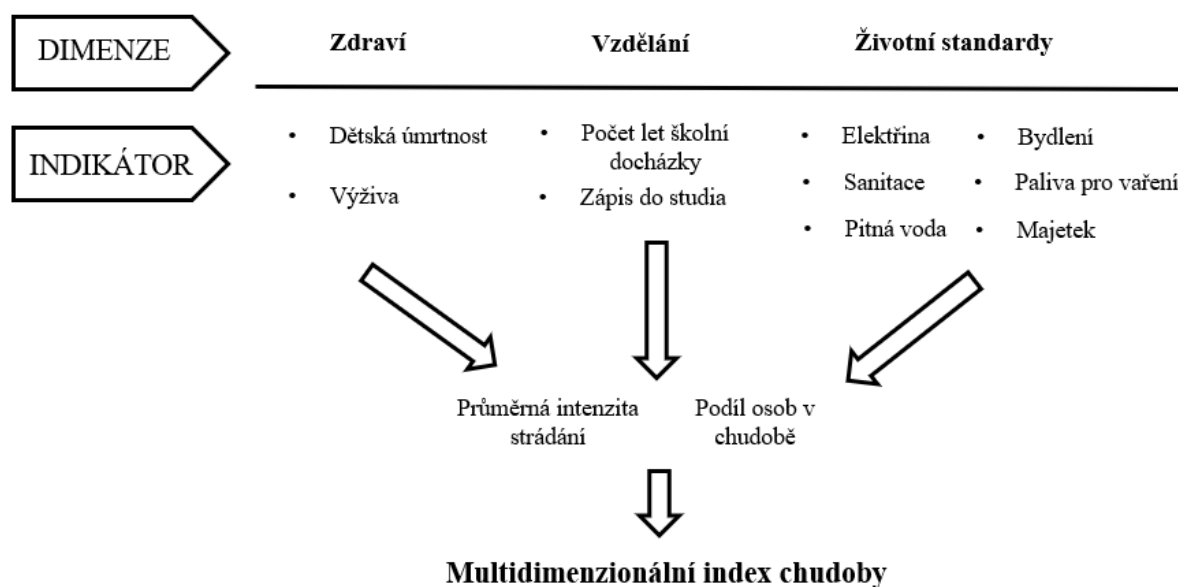 DIMENZE
Zdraví
Vzdělání
Životní standardy
INDIKÁTOR
• Dětská úmrtnost
• Výživa
• Počet let školní
docházky
• Zápis do studia
• Elektřina
• Sanitace
• Pitná voda
• Bydlení
• Paliva pro vaření
• Majetek
Průměrná intenzita
strádání
Podíl osob v
chudobě
Multidimenzionální index chudoby